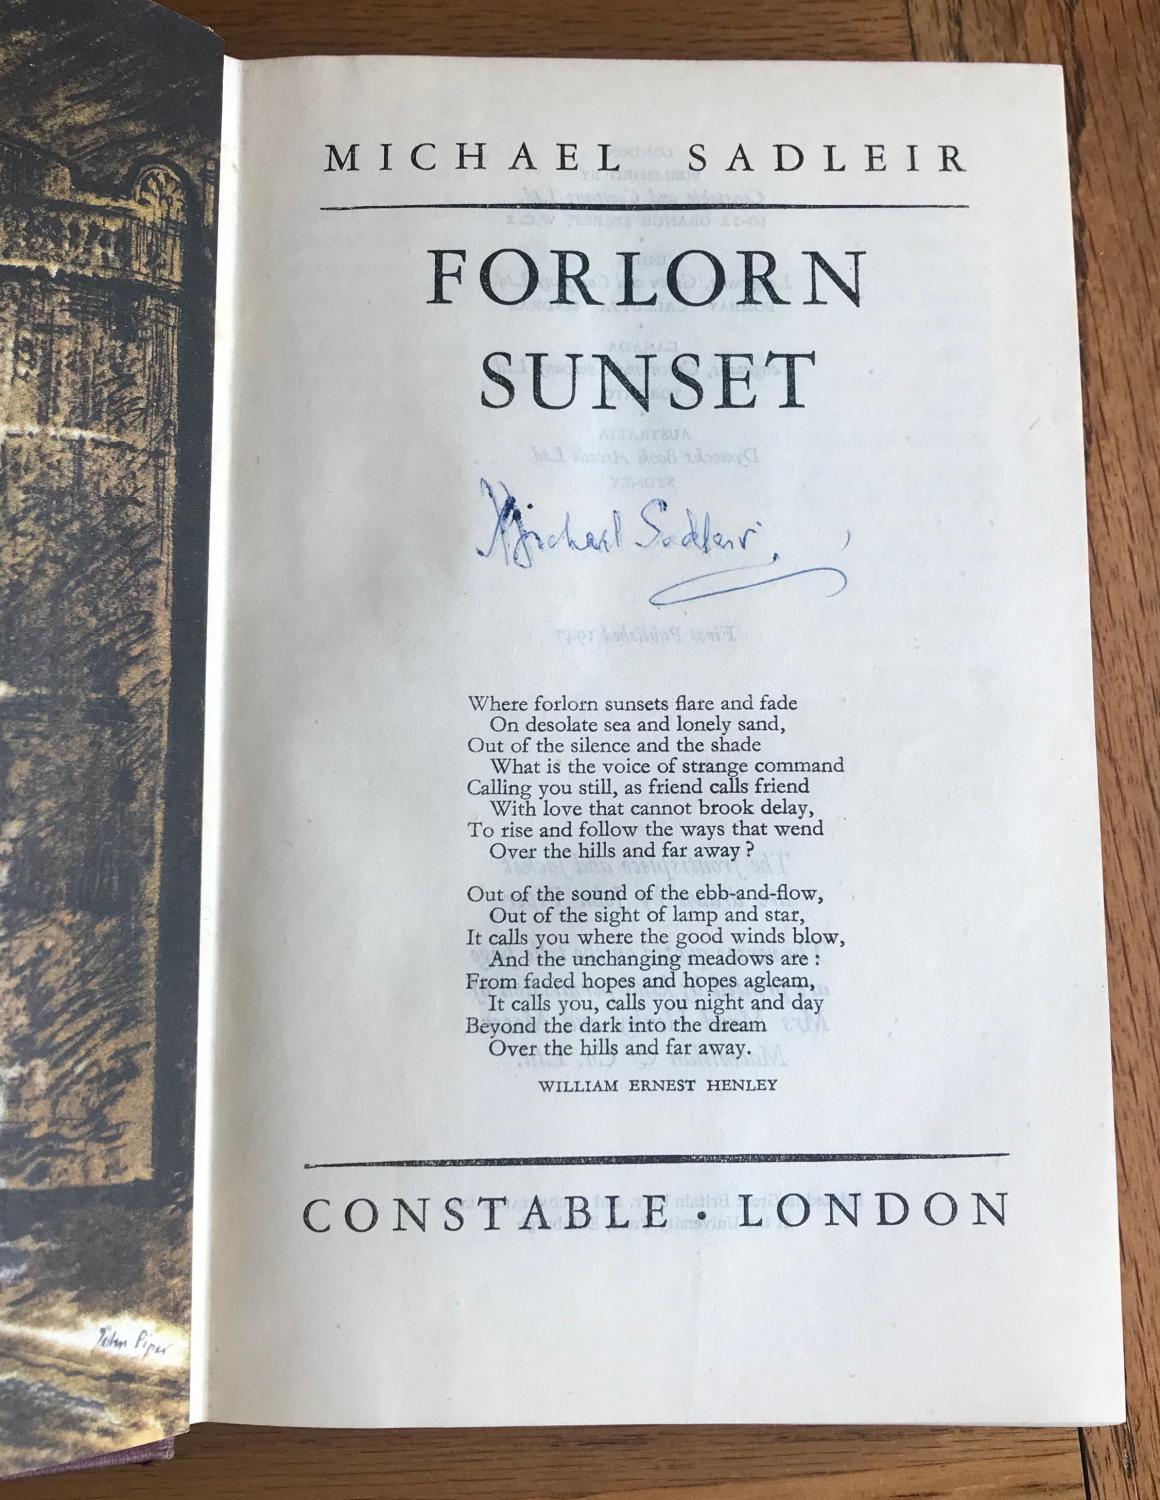 MICHAEL SADLEIR
FORLORN
SUNSET
Michael Sadleir.
Where forlorn sunsets flare and fade
On desolate sea and lonely sand,
Out of the silence and the shade
What is the voice of strange command
Calling you still, as friend calls friend
With love that cannot brook delay,
To rise and follow the ways that wend
Over the hills and far away?
Out of the sound of the ebb-and-flow,
Out of the sight of lamp and star,
It calls you where the good winds blow,
And the unchanging meadows are:
From faded hopes and hopes agleam,
It calls you, calls you night and day
Beyond the dark into the dream
Over the hills and far away.
WILLIAM ERNEST HENLEY
CONSTABLE · LONDON
John Piper